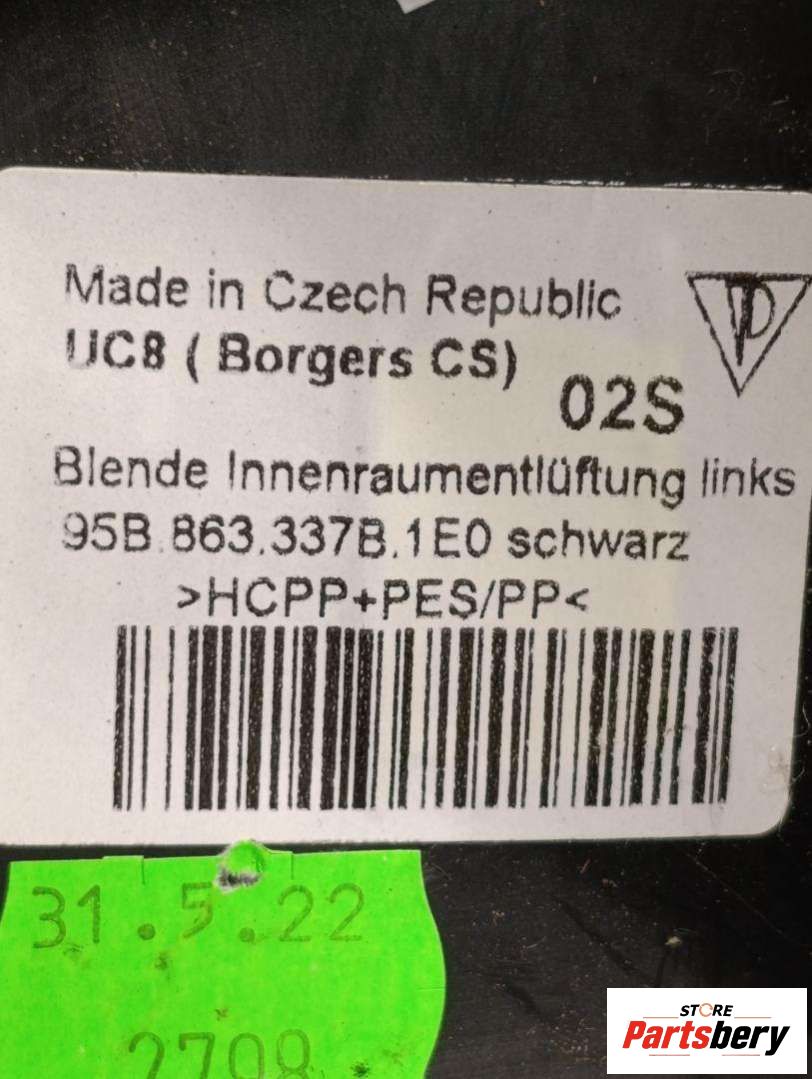 Made in Czech Republic
UC8 ( Borgers CS)
02S
Blende Innenraumentlüftung links
95B.863.337B.1E0 schwarz
>HCPP+PES/PP<
31.5.22
2798
STORE
Partsbery